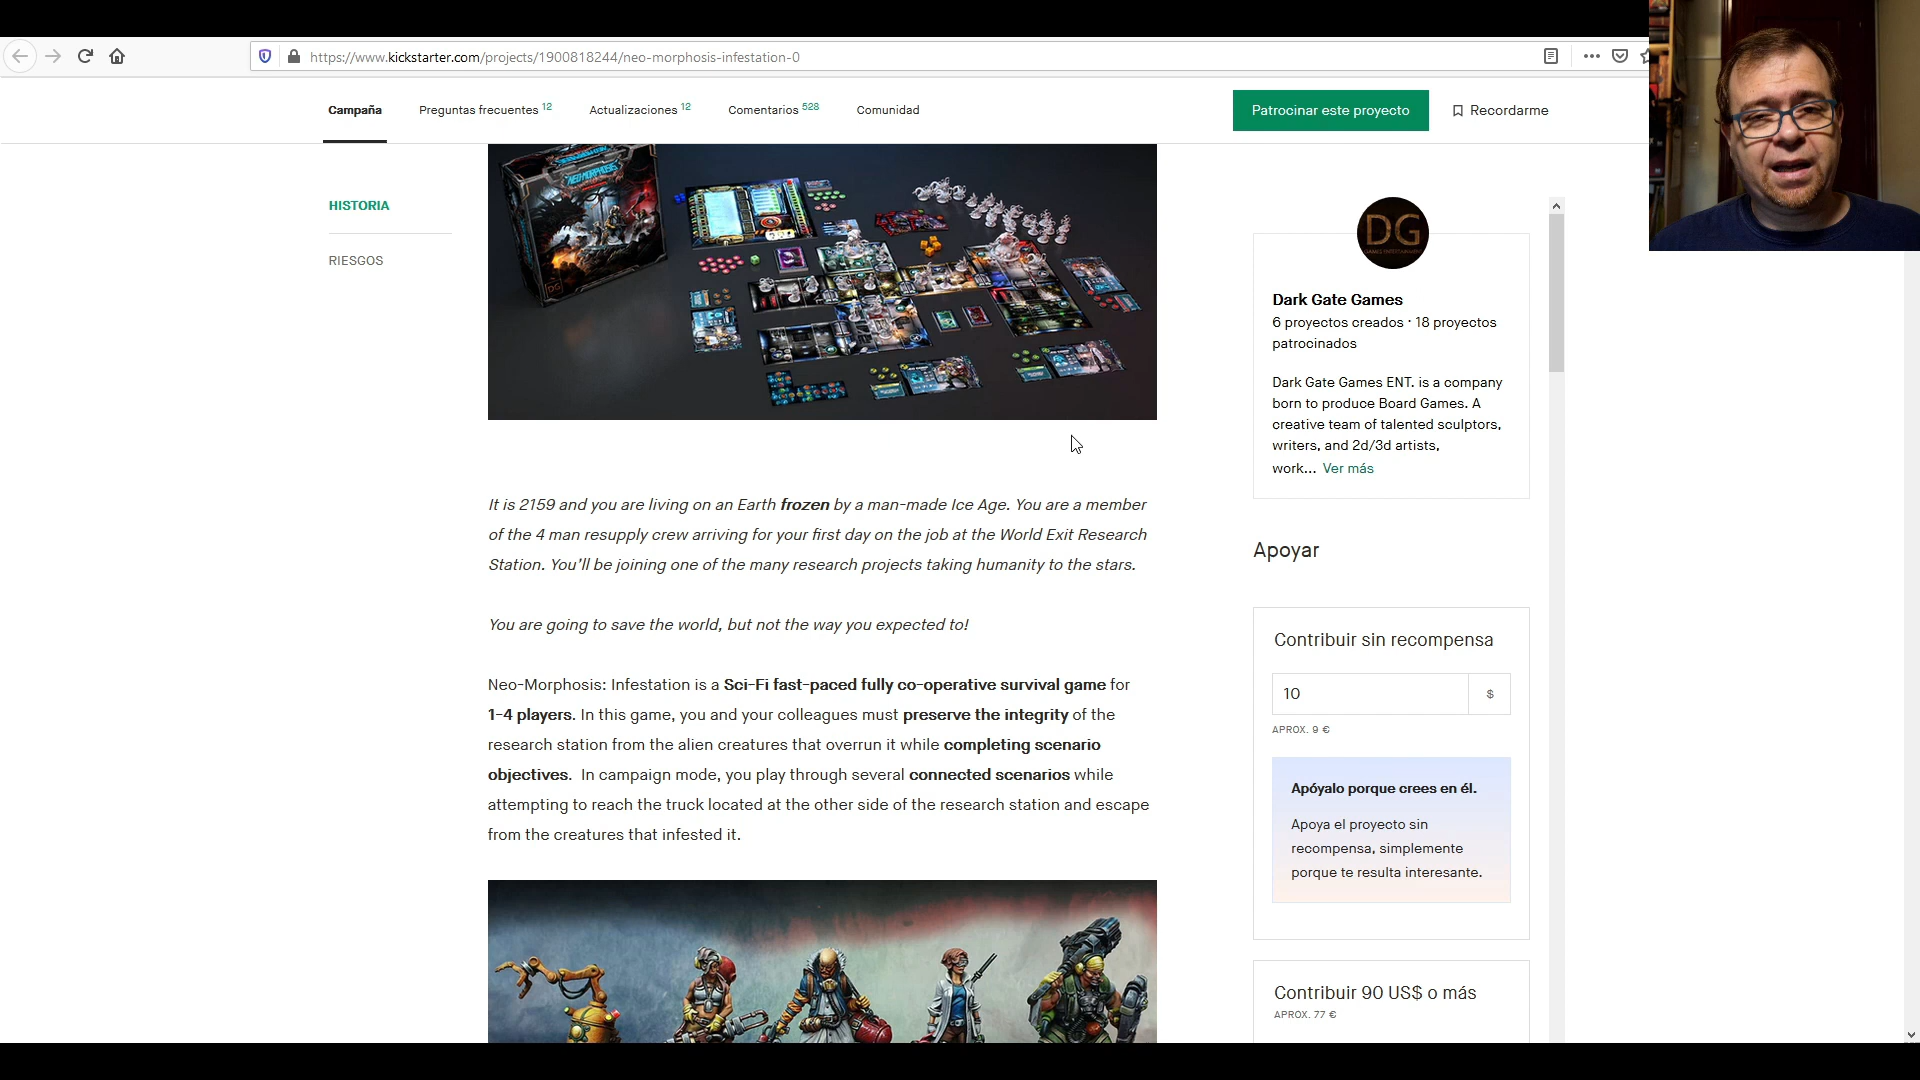 https://www.kickstarter.com/projects/1900818244/neo-morphosis-infestation-0
Campaña
Preguntas frecuentes 12
Actualizaciones 12
Comentarios 528
Comunidad
Patrocinar este proyecto
Recordarme
HISTORIA
RIESGOS
NEO-MORPHOSIS
DG
It is 2159 and you are living on an Earth frozen by a man-made Ice Age. You are a member
of the 4 man resupply crew arriving for your first day on the job at the World Exit Research
Station. You'll be joining one of the many research projects taking humanity to the stars.
You are going to save the world, but not the way you expected to!
Neo-Morphosis: Infestation is a Sci-Fi fast-paced fully co-operative survival game for
1-4 players. In this game, you and your colleagues must preserve the integrity of the
research station from the alien creatures that overrun it while completing scenario
objectives.  In campaign mode, you play through several connected scenarios while
attempting to reach the truck located at the other side of the research station and escape
from the creatures that infested it.
DG
Dark Gate Games
6 proyectos creados · 18 proyectos
patrocinados
Dark Gate Games ENT. is a company
born to produce Board Games. A
creative team of talented sculptors,
writers, and 2d/3d artists,
work... Ver más
Apoyar
Contribuir sin recompensa
10 $
APROX. 9 €
Apóyalo porque crees en él.
Apoya el proyecto sin
recompensa, simplemente
porque te resulta interesante.
Contribuir 90 US$ o más
APROX. 77 €